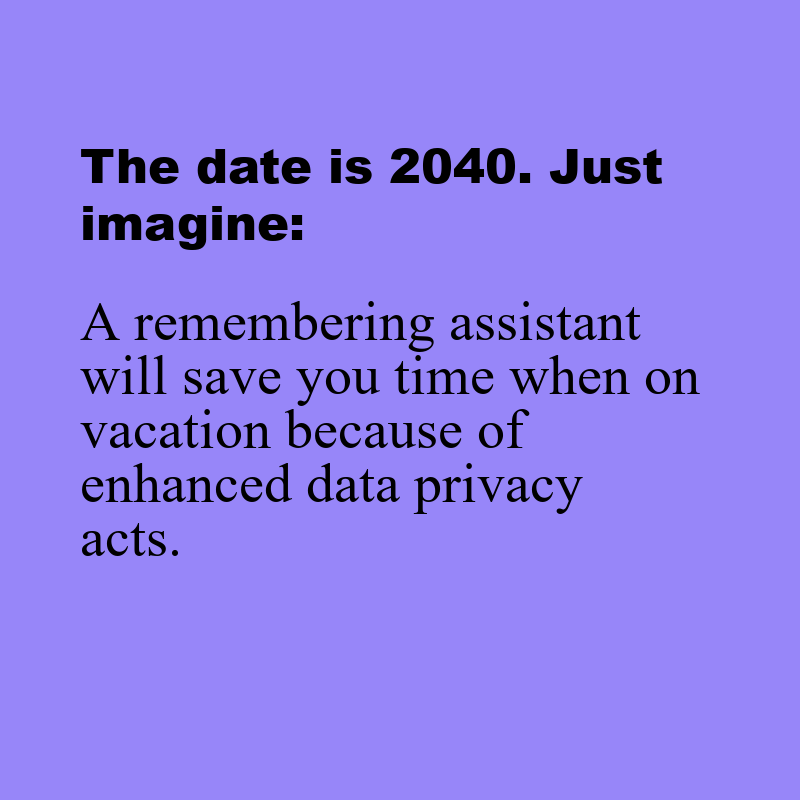 The date is 2040. Just
imagine:
A remembering assistant
will save you time when on
vacation because of
enhanced data privacy
acts.